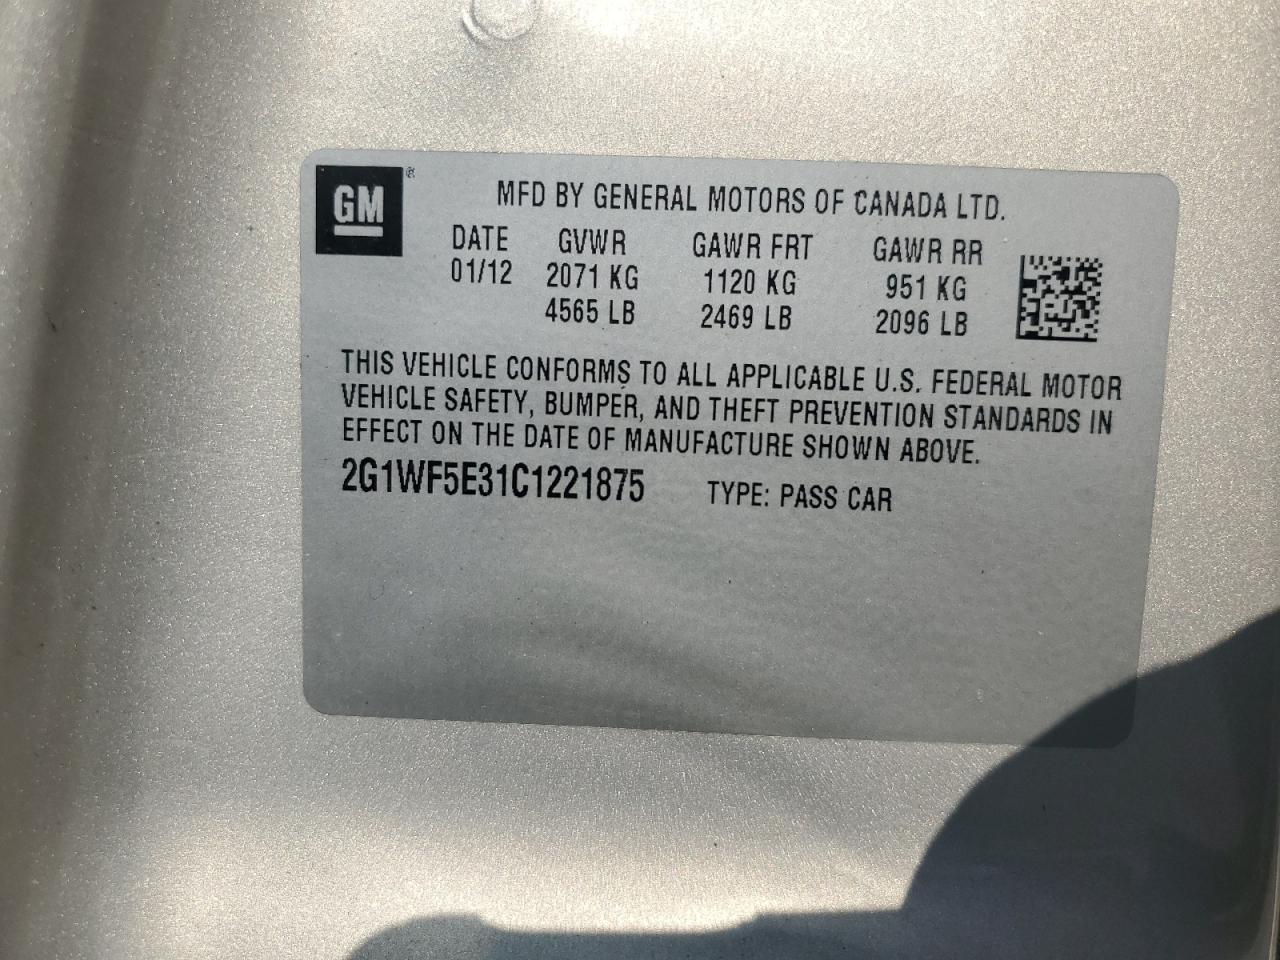 GM®
MFD BY GENERAL MOTORS OF CANADA LTD.
DATE GVWR GAWR FRT GAWR RR
01/12 2071 KG 1120 KG 951 KG
4565 LB 2469 LB 2096 LB
THIS VEHICLE CONFORMS TO ALL APPLICABLE U.S. FEDERAL MOTOR
VEHICLE SAFETY, BUMPER, AND THEFT PREVENTION STANDARDS IN
EFFECT ON THE DATE OF MANUFACTURE SHOWN ABOVE.
2G1WF5E31C1221875 TYPE: PASS CAR